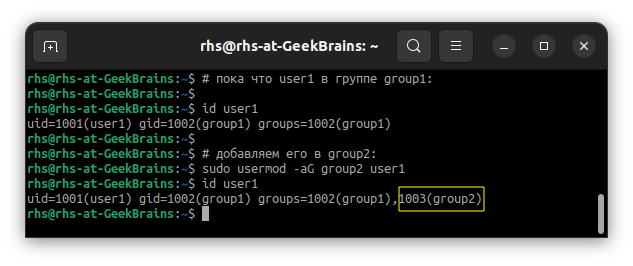 rhs@rhs-at-GeekBrains: ~
rhs@rhs-at-GeekBrains:~$ # пока что user1 в группе group1:
rhs@rhs-at-GeekBrains:~$
rhs@rhs-at-GeekBrains:~$ id user1
uid=1001(user1) gid=1002(group1) groups=1002(group1)
rhs@rhs-at-GeekBrains:~$
rhs@rhs-at-GeekBrains:~$ # добавляем его в group2:
rhs@rhs-at-GeekBrains:~$ sudo usermod -aG group2 user1
rhs@rhs-at-GeekBrains:~$ id user1
uid=1001(user1) gid=1002(group1) groups=1002(group1),1003(group2)
rhs@rhs-at-GeekBrains:~$